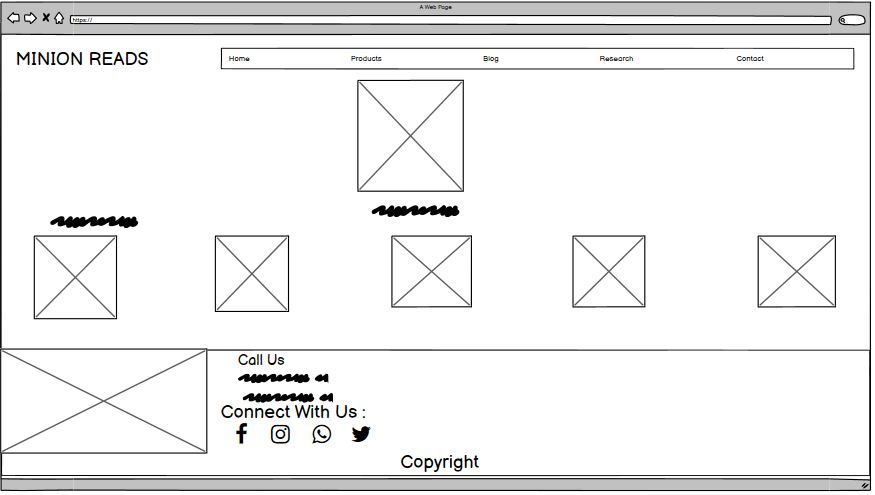 A Web Page
https://
MINION READS
Home Products Blog Research Contact
Call Us
Connect With Us :
Copyright